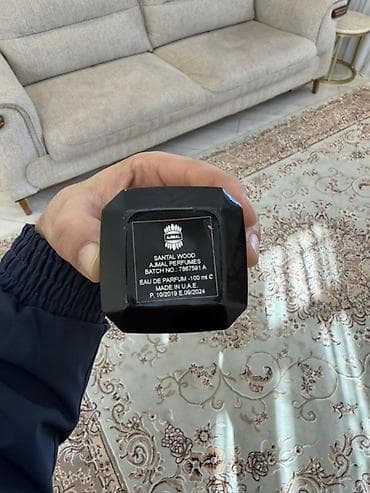 AJMAL
SANTAL WOOD
AJMAL PERFUMES
BATCH NO.: 7867591 A
EAU DE PARFUM -100 ml ℮
MADE IN U.A.E.
P. 10/2019 E.09/2024